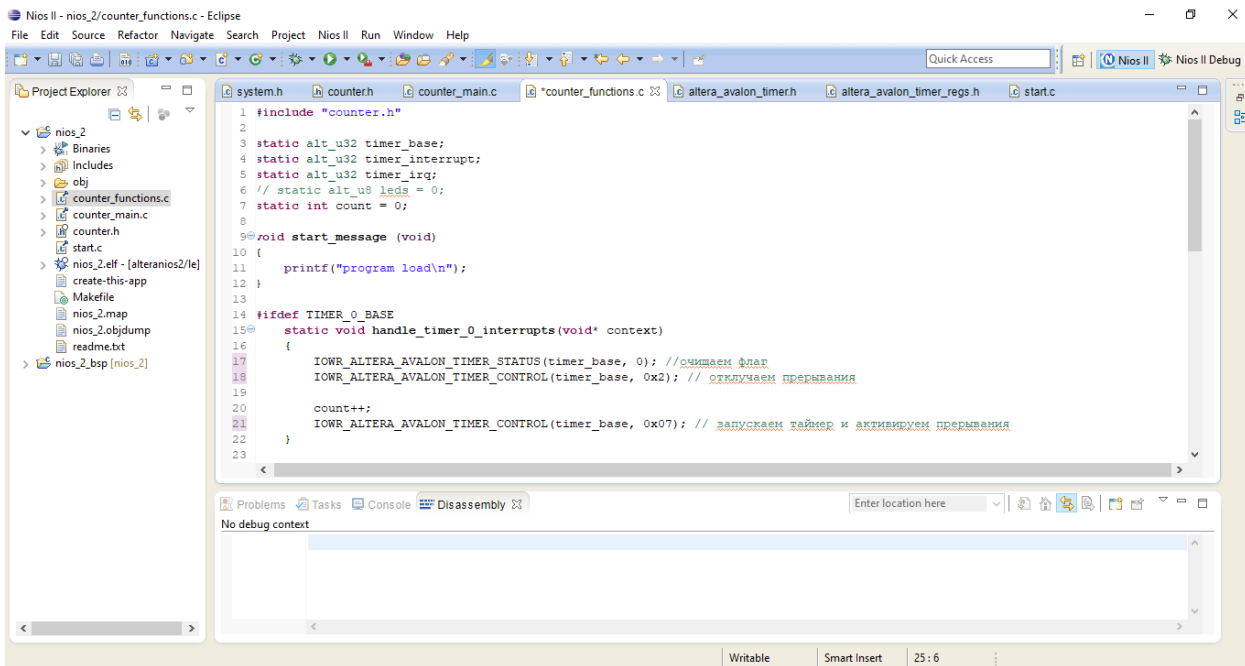 Nios II - nios_2/counter_functions.c - Eclipse
File Edit Source Refactor Navigate Search Project Nios II Run Window Help
Quick Access
Nios II Nios II Debug
Project Explorer
nios_2
Binaries
Includes
obj
counter_functions.c
counter_main.c
counter.h
start.c
nios_2.elf - [alteranios2/le]
create-this-app
Makefile
nios_2.map
nios_2.objdump
readme.txt
nios_2_bsp [nios_2]
system.h counter.h counter_main.c *counter_functions.c altera_avalon_timer.h altera_avalon_timer_regs.h start.c
1 #include "counter.h"
2
3 static alt_u32 timer_base;
4 static alt_u32 timer_interrupt;
5 static alt_u32 timer_irq;
6 // static alt_u8 leds = 0;
7 static int count = 0;
8
9 void start_message (void)
10 {
11 printf("program load\n");
12 }
13
14 #ifdef TIMER_0_BASE
15 static void handle_timer_0_interrupts(void* context)
16 {
17 IOWR_ALTERA_AVALON_TIMER_STATUS(timer_base, 0); //очищаем флаг
18 IOWR_ALTERA_AVALON_TIMER_CONTROL(timer_base, 0x2); // отключаем прерывания
19
20 count++;
21 IOWR_ALTERA_AVALON_TIMER_CONTROL(timer_base, 0x07); // запускаем таймер и активируем прерывания
22 }
23
Problems Tasks Console Disassembly
Enter location here
No debug context
Writable Smart Insert 25 : 6